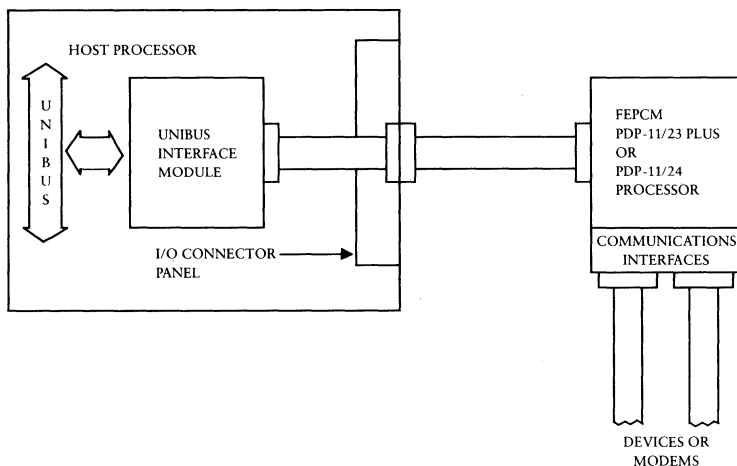 HOST PROCESSOR
UNIBUS
UNIBUS
INTERFACE
MODULE
I/O CONNECTOR
PANEL
FEPCM
PDP-11/23 PLUS
OR
PDP-11/24
PROCESSOR
COMMUNICATIONS
INTERFACES
DEVICES OR
MODEMS